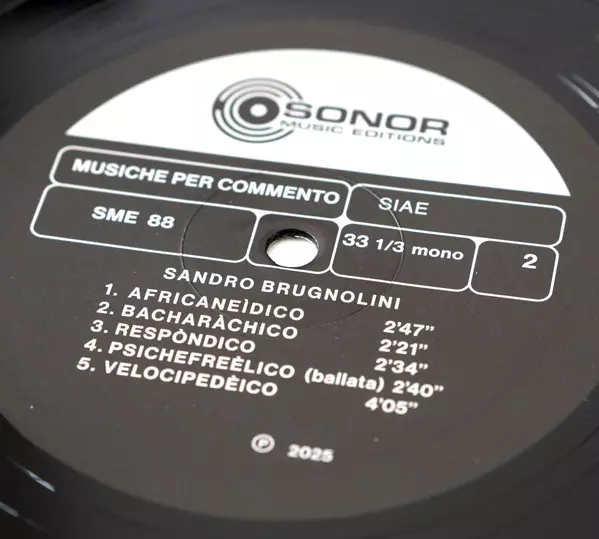 SONOR
MUSIC EDITIONS
MUSICHE PER COMMENTO
SIAE
SME 88
33 1/3 mono
2
SANDRO BRUGNOLINI
1. AFRICANEÌDICO 2'47"
2. BACHARÀCHICO 2'21"
3. RESPÒNDICO 2'34"
4. PSICHEFREÈLICO (ballata) 2'40"
5. VELOCIPEDÈICO 4'05"
℗ 2025